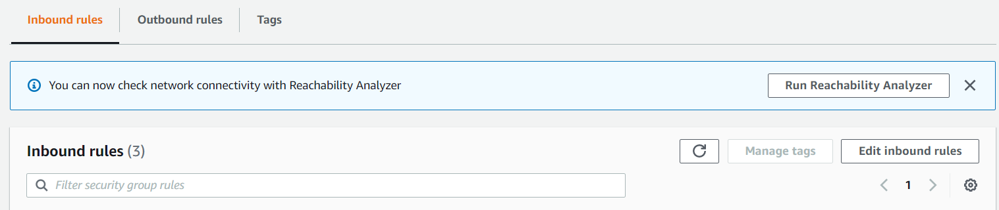 Inbound rules
Outbound rules
Tags
You can now check network connectivity with Reachability Analyzer
Run Reachability Analyzer
Inbound rules (3)
Manage tags
Edit inbound rules
Filter security group rules
1